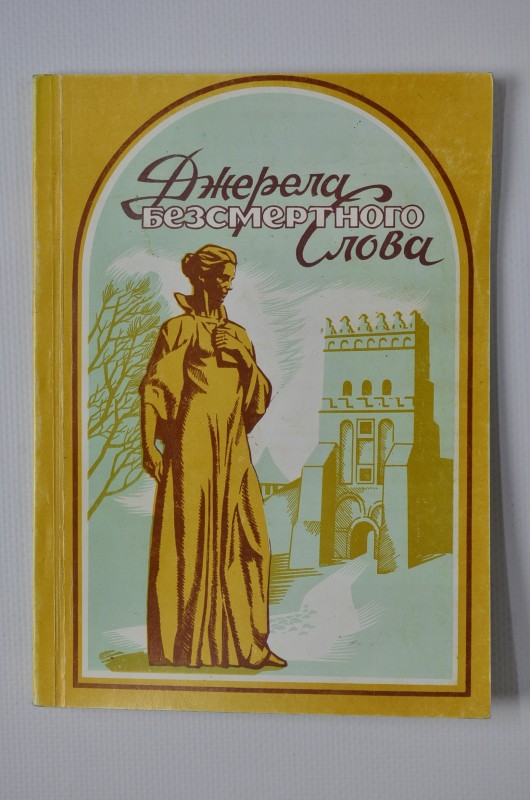 Джерела
безсмертного
Слова